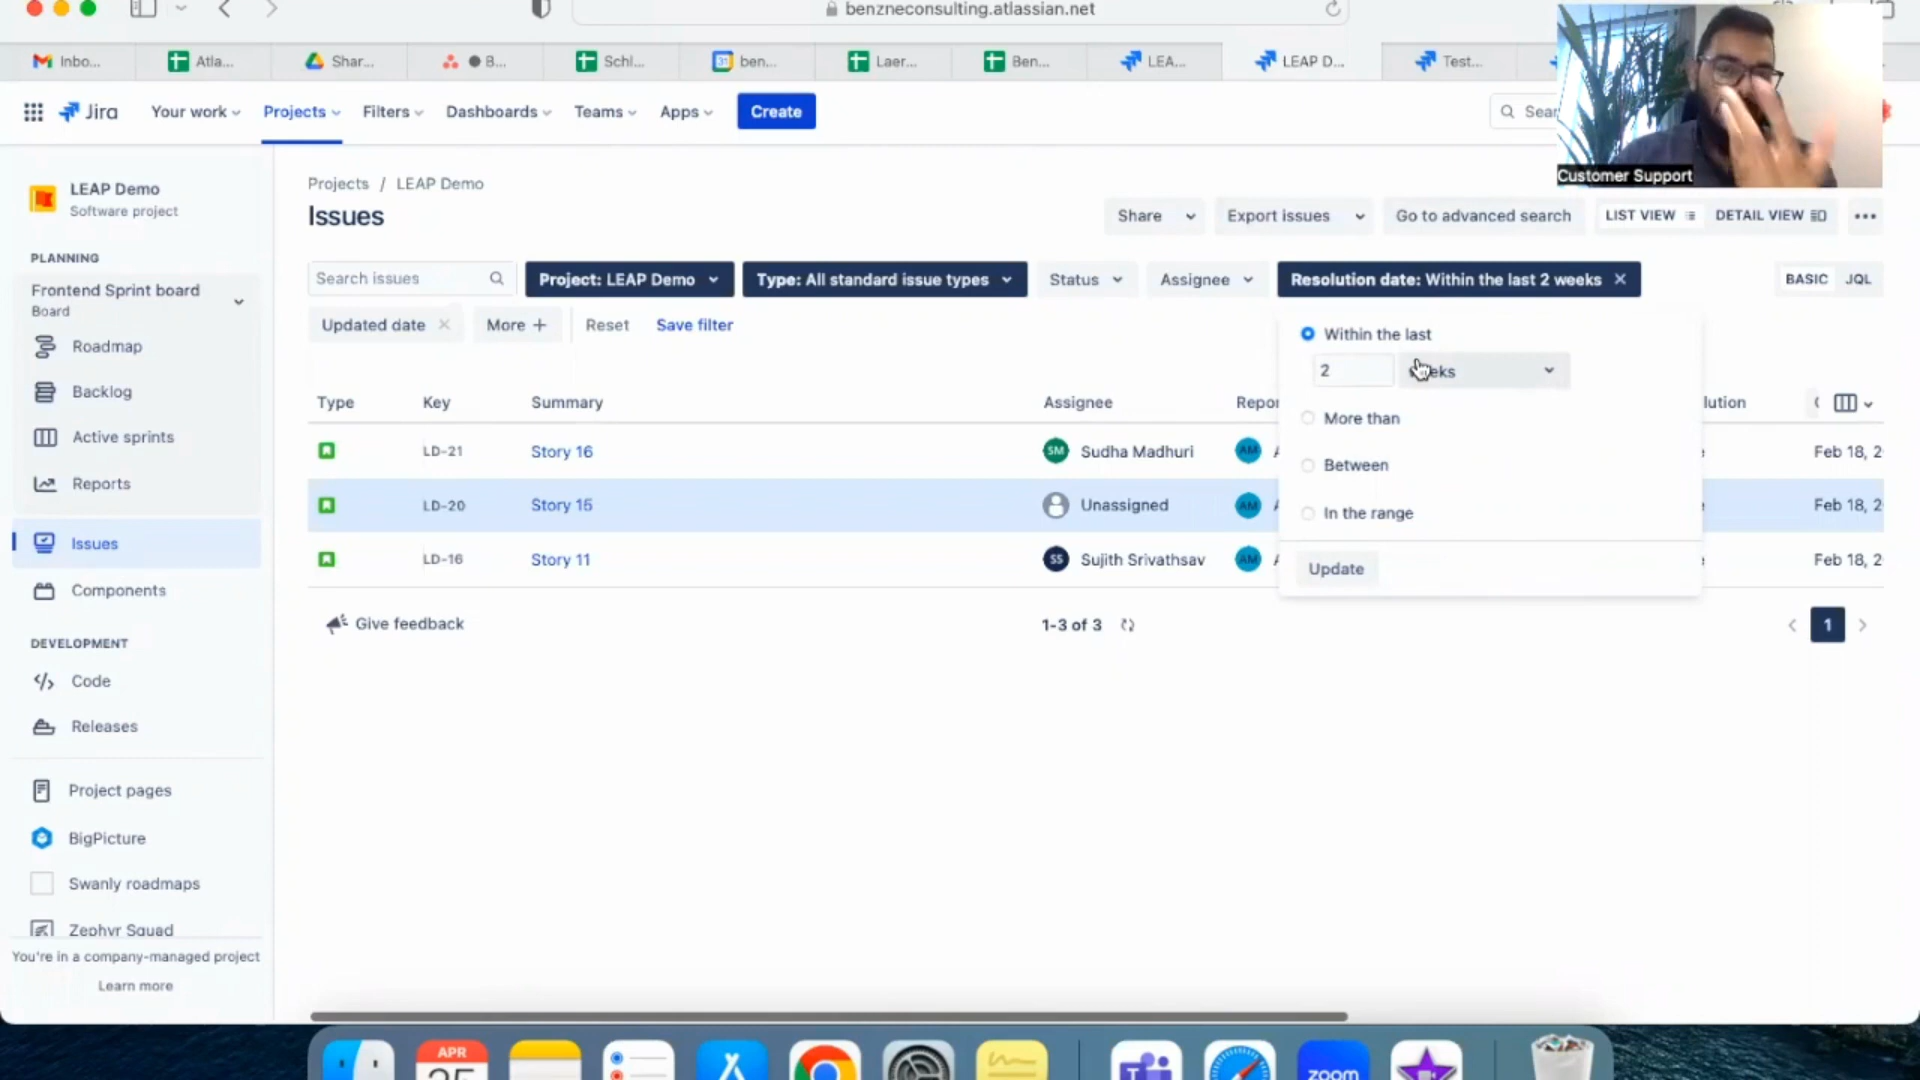 benzneconsulting.atlassian.net
Inbo... Atla... Shar... B... Schl... ben... Laer... Ben... LEA... LEAP D... Test...
Jira Your work Projects Filters Dashboards Teams Apps Create
Customer Support
LEAP Demo
Software project
PLANNING
Frontend Sprint board
Board
Roadmap
Backlog
Active sprints
Reports
Issues
Components
DEVELOPMENT
Code
Releases
Project pages
BigPicture
Swanly roadmaps
Zephyr Squad
You're in a company-managed project
Learn more
Projects / LEAP Demo
Issues
Share Export issues Go to advanced search LIST VIEW DETAIL VIEW
Search issues Project: LEAP Demo Type: All standard issue types Status Assignee Resolution date: Within the last 2 weeks BASIC JQL
Updated date More + Reset Save filter
Within the last
2
More than
Between
In the range
Update
Type Key Summary Assignee
LD-21 Story 16 SM Sudha Madhuri AM Feb 18, 2
LD-20 Story 15 Unassigned AM Feb 18, 2
LD-16 Story 11 SS Sujith Srivathsav AM Feb 18, 2
Give feedback 1-3 of 3 1
APR
zoom